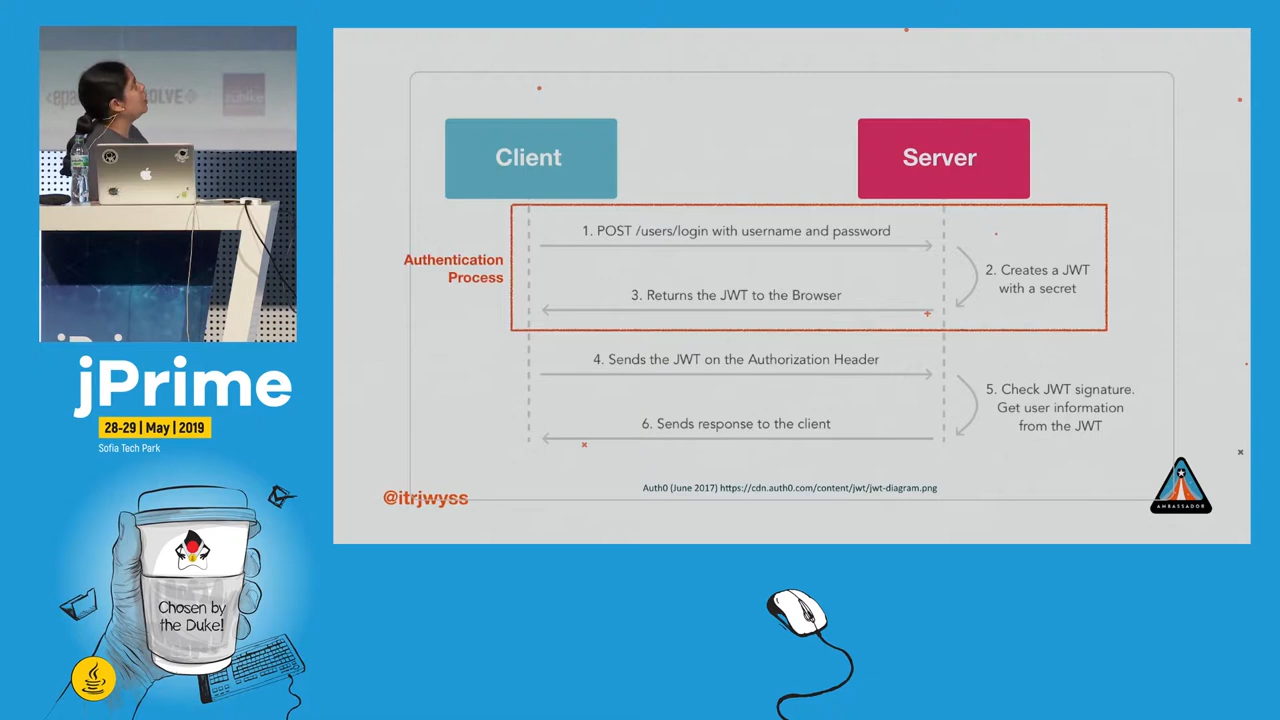 Client
Server
1. POST /users/login with username and password
Authentication
Process
2. Creates a JWT
with a secret
3. Returns the JWT to the Browser
4. Sends the JWT on the Authorization Header
5. Check JWT signature.
Get user information
from the JWT
6. Sends response to the client
Auth0 (June 2017) https://cdn.auth0.com/content/jwt/jwt-diagram.png
@itrjwyss
AMBASSADOR
jPrime
28-29 | May | 2019
Sofia Tech Park
Chosen by
the Duke!